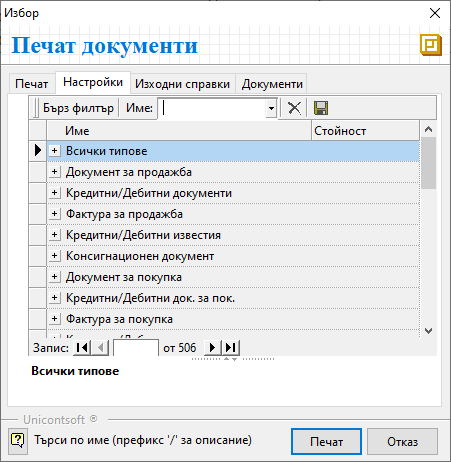 Избор
Печат документи
Печат Настройки Изходни справки Документи
Бърз филтър Име:
Име Стойност
Всички типове
Документ за продажба
Кредитни/Дебитни документи
Фактура за продажба
Кредитни/Дебитни известия
Консигнационен документ
Документ за покупка
Кредитни/Дебитни док. за пок.
Фактура за покупка
Запис: от 506
Всички типове
Unicontsoft ®
? Търси по име (префикс '/' за описание) Печат Отказ